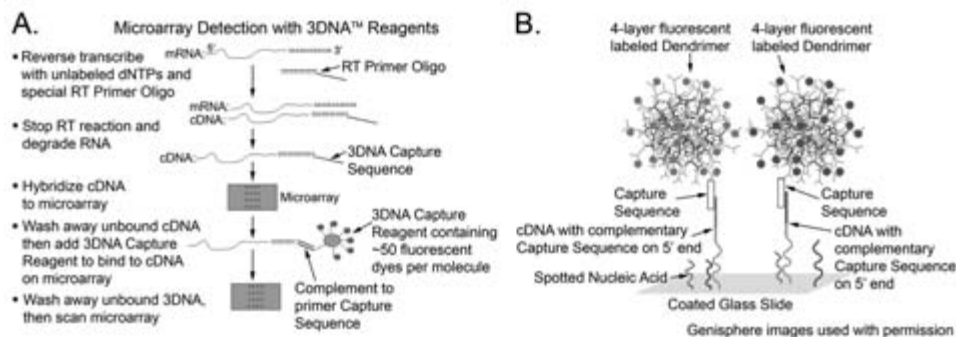 A.
Microarray Detection with 3DNA™ Reagents
• Reverse transcribe
with unlabeled dNTPs and
special RT Primer Oligo
• Stop RT reaction and
degrade RNA
• Hybridize cDNA
to microarray
• Wash away unbound cDNA
then add 3DNA Capture
Reagent to bind to cDNA
on microarray
• Wash away unbound 3DNA,
then scan microarray
mRNA:
5'
3'
RT Primer Oligo
mRNA:
cDNA:
cDNA:
3DNA Capture
Sequence
Microarray
3DNA Capture
Reagent containing
~50 fluorescent
dyes per molecule
Complement to
primer Capture
Sequence
B.
4-layer fluorescent
labeled Dendrimer
4-layer fluorescent
labeled Dendrimer
Capture
Sequence
Capture
Sequence
cDNA with complementary
Capture Sequence on 5' end
cDNA with
complementary
Capture Sequence
on 5' end
Spotted Nucleic Acid
Coated Glass Slide
Genisphere images used with permission